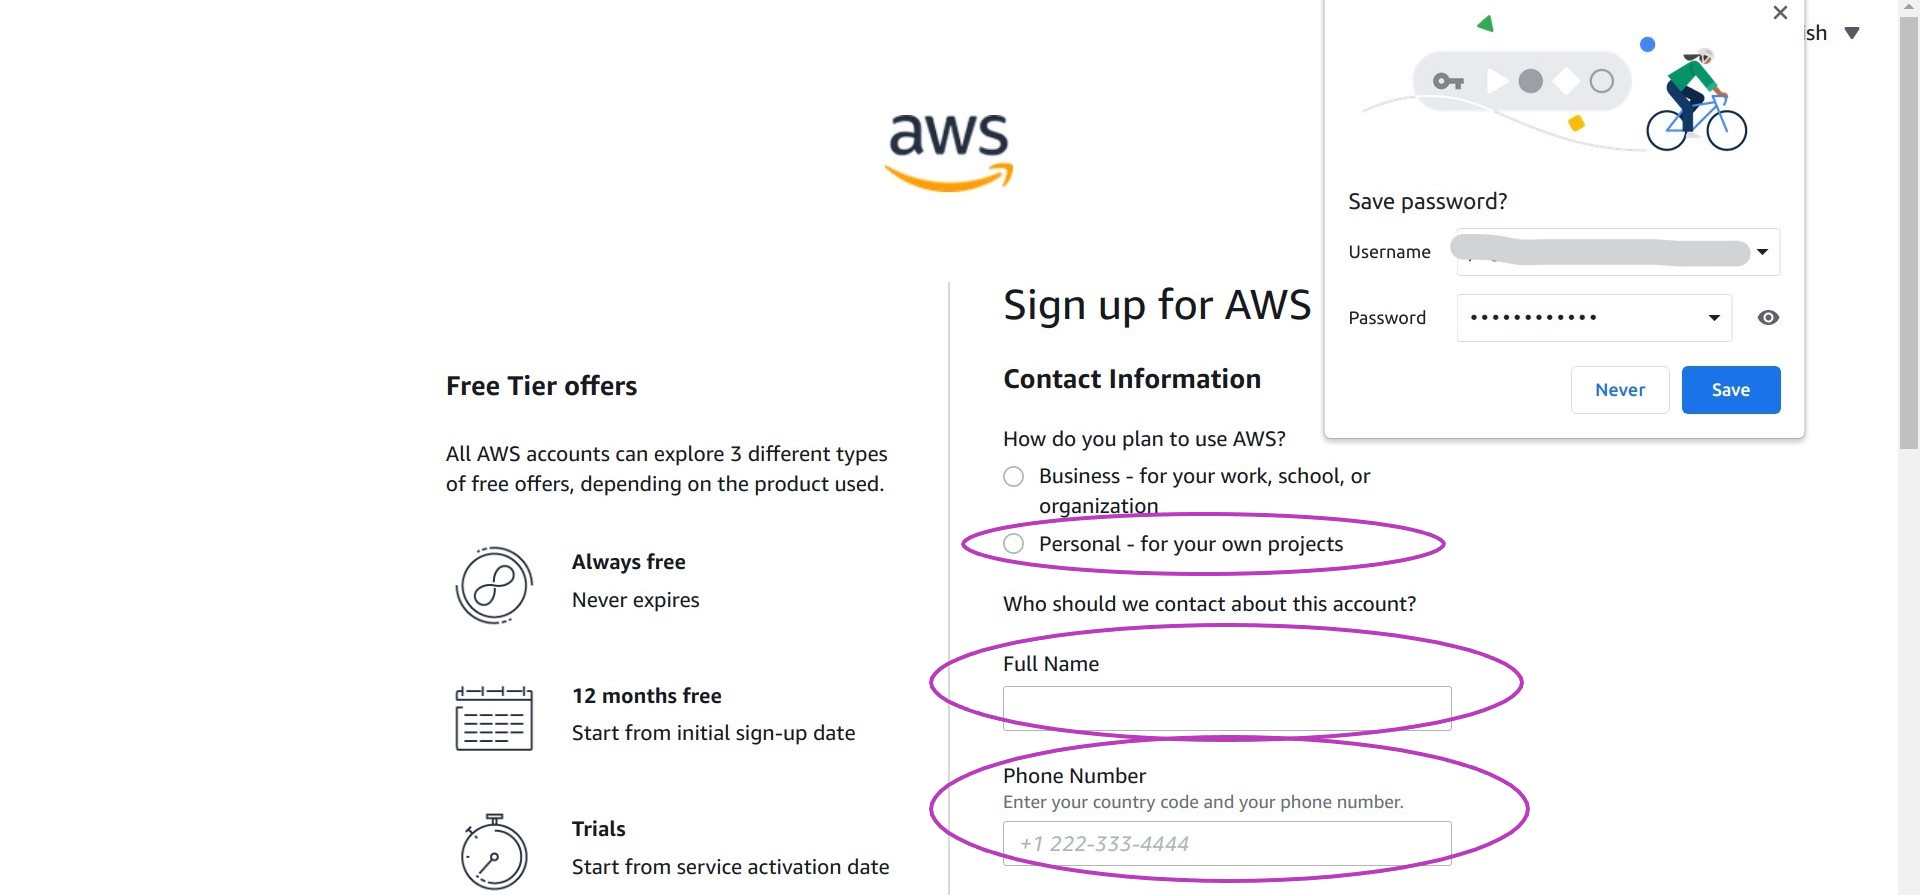 ish
aws
Save password?
Username
Password
Never
Save
Free Tier offers
All AWS accounts can explore 3 different types
of free offers, depending on the product used.
Always free
Never expires
12 months free
Start from initial sign-up date
Trials
Start from service activation date
Sign up for AWS
Contact Information
How do you plan to use AWS?
Business - for your work, school, or
organization
Personal - for your own projects
Who should we contact about this account?
Full Name
Phone Number
Enter your country code and your phone number.
+1 222-333-4444